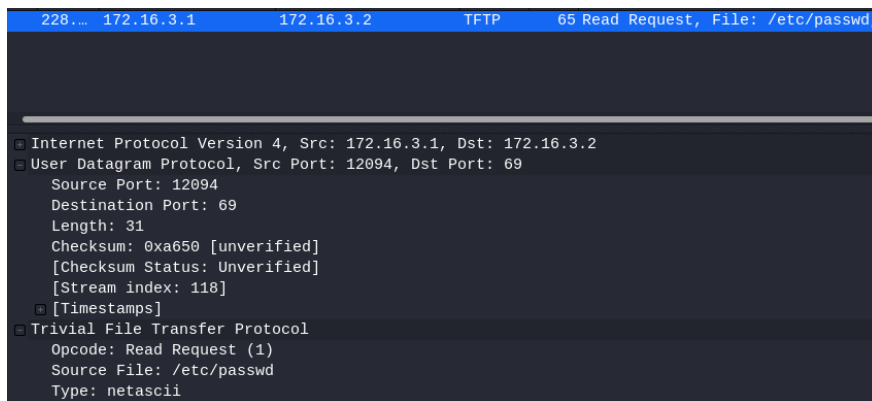 228.… 172.16.3.1 172.16.3.2 TFTP 65 Read Request, File: /etc/passwd
Internet Protocol Version 4, Src: 172.16.3.1, Dst: 172.16.3.2
User Datagram Protocol, Src Port: 12094, Dst Port: 69
Source Port: 12094
Destination Port: 69
Length: 31
Checksum: 0xa650 [unverified]
[Checksum Status: Unverified]
[Stream index: 118]
[Timestamps]
Trivial File Transfer Protocol
Opcode: Read Request (1)
Source File: /etc/passwd
Type: netascii